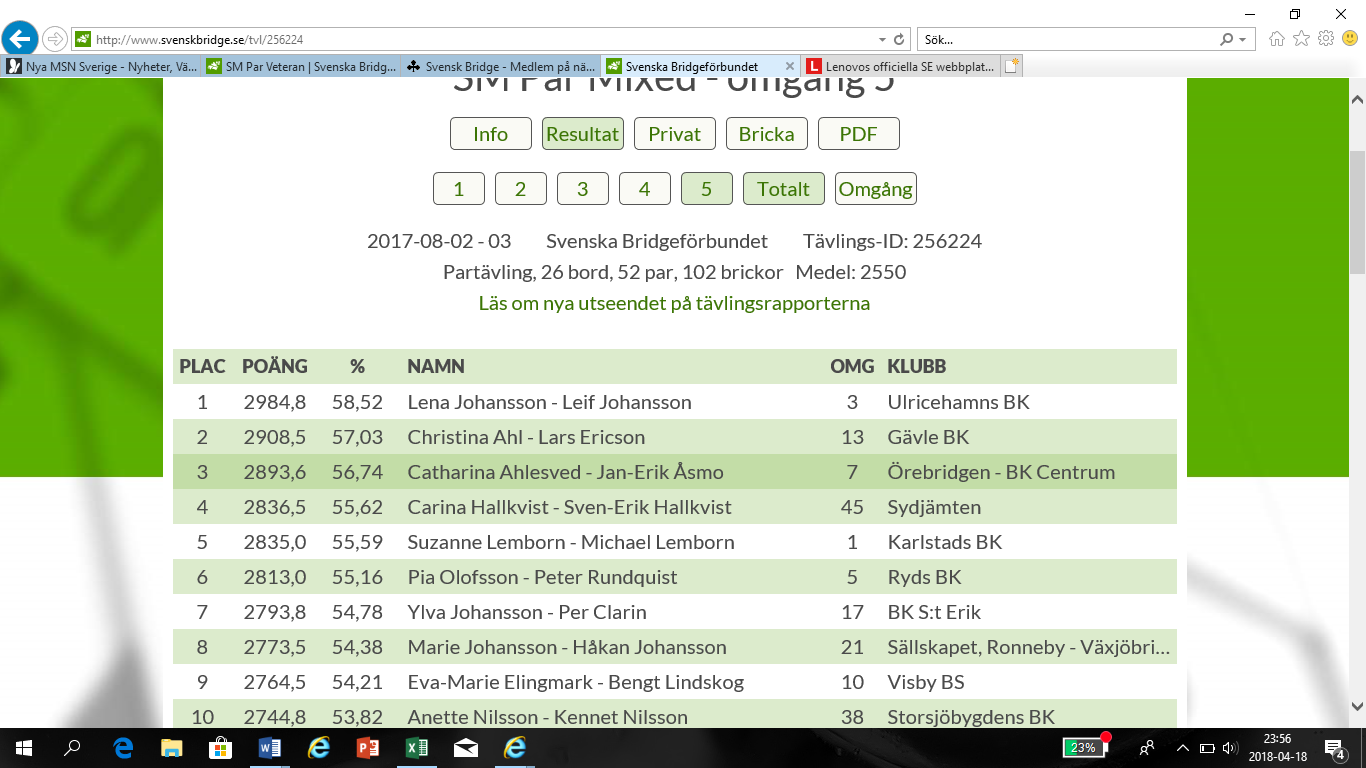 http://www.svenskbridge.se/tvl/256224
Sök...
Nya MSN Sverige - Nyheter, Vä...
SM Par Veteran | Svenska Bridg...
Svensk Bridge - Medlem på nä...
Svenska Bridgeförbundet
L Lenovos officiella SE webbplat...
SM Par Mixed - omgång 5
Info Resultat Privat Bricka PDF
1 2 3 4 5 Totalt Omgång
2017-08-02 - 03 Svenska Bridgeförbundet Tävlings-ID: 256224
Partävling, 26 bord, 52 par, 102 brickor Medel: 2550
Läs om nya utseendet på tävlingsrapporterna
PLAC POÄNG % NAMN OMG KLUBB
1 2984,8 58,52 Lena Johansson - Leif Johansson 3 Ulricehamns BK
2 2908,5 57,03 Christina Ahl - Lars Ericson 13 Gävle BK
3 2893,6 56,74 Catharina Ahlesved - Jan-Erik Åsmo 7 Örebridgen - BK Centrum
4 2836,5 55,62 Carina Hallkvist - Sven-Erik Hallkvist 45 Sydjämten
5 2835,0 55,59 Suzanne Lemborn - Michael Lemborn 1 Karlstads BK
6 2813,0 55,16 Pia Olofsson - Peter Rundquist 5 Ryds BK
7 2793,8 54,78 Ylva Johansson - Per Clarin 17 BK S:t Erik
8 2773,5 54,38 Marie Johansson - Håkan Johansson 21 Sällskapet, Ronneby - Växjöbri...
9 2764,5 54,21 Eva-Marie Elingmark - Bengt Lindskog 10 Visby BS
10 2744,8 53,82 Anette Nilsson - Kennet Nilsson 38 Storsjöbygdens BK
23%
23:56
2018-04-18
4